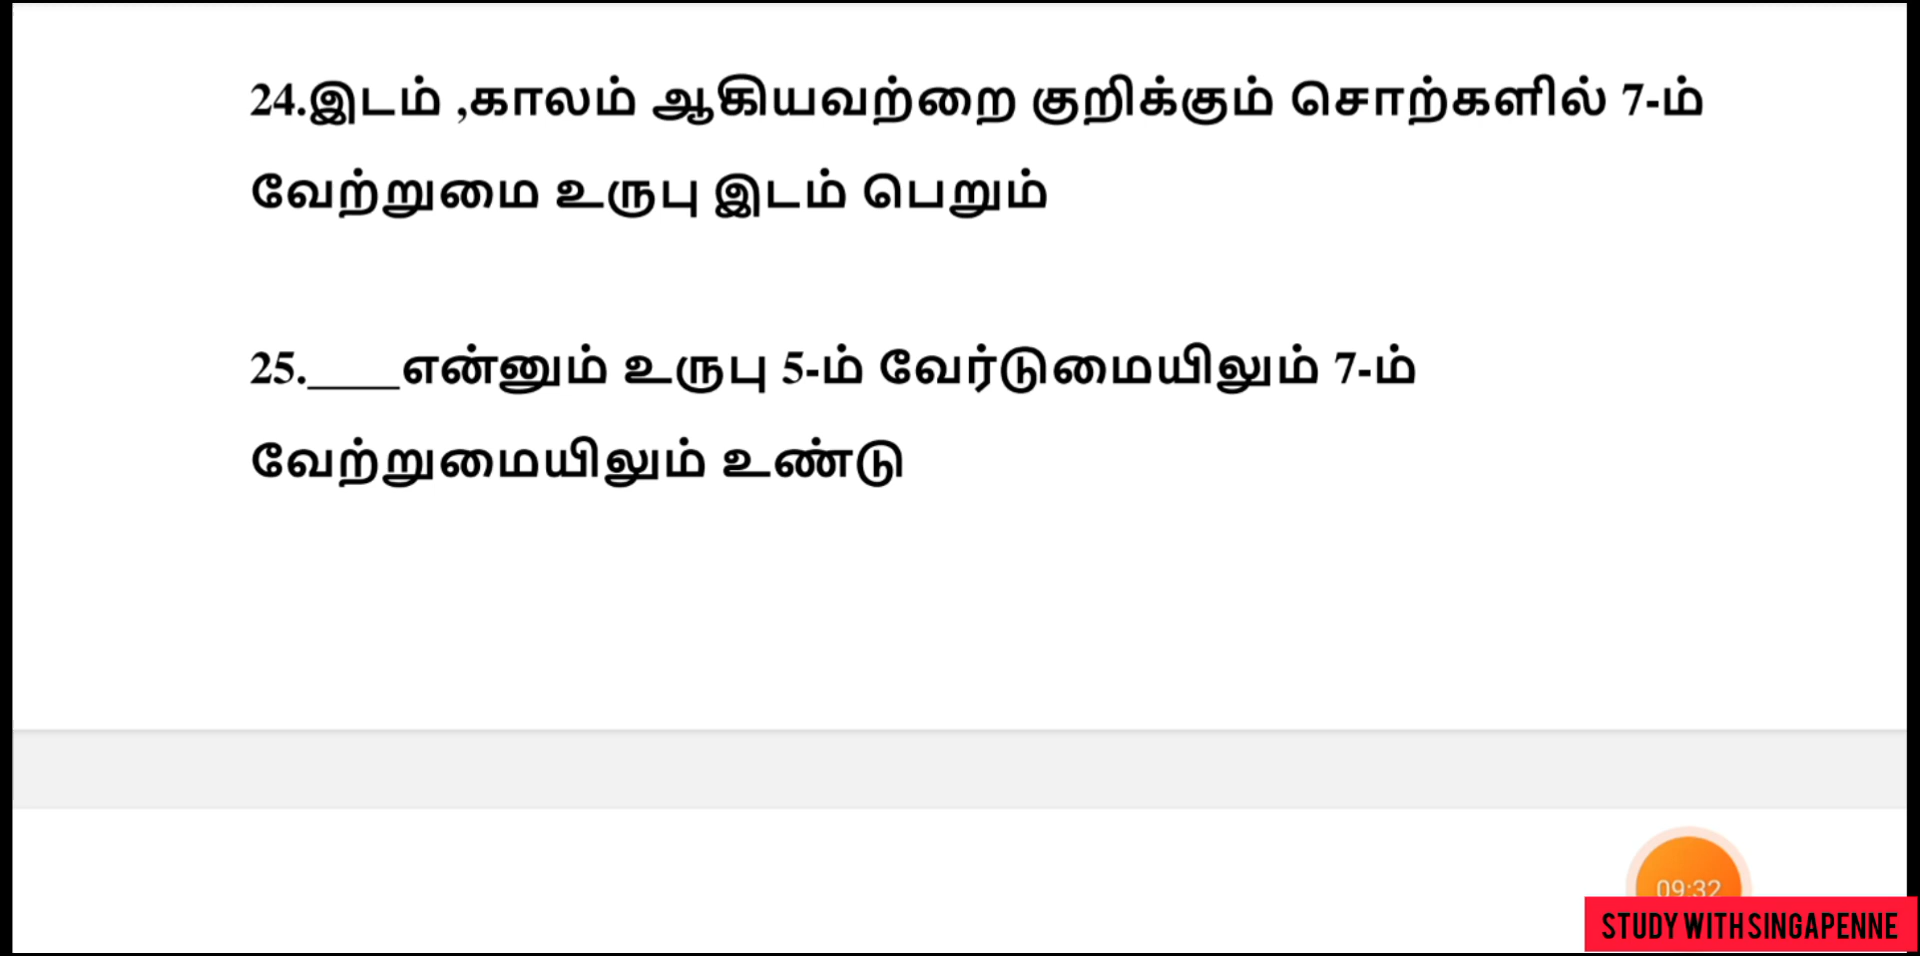 24.இடம் ,காலம் ஆகியவற்றை குறிக்கும் சொற்களில் 7-ம்
வேற்றுமை உருபு இடம் பெறும்
25.____என்னும் உருபு 5-ம் வேர்டுமையிலும் 7-ம்
வேற்றுமையிலும் உண்டு
09:32
STUDY WITH SINGAPENNE